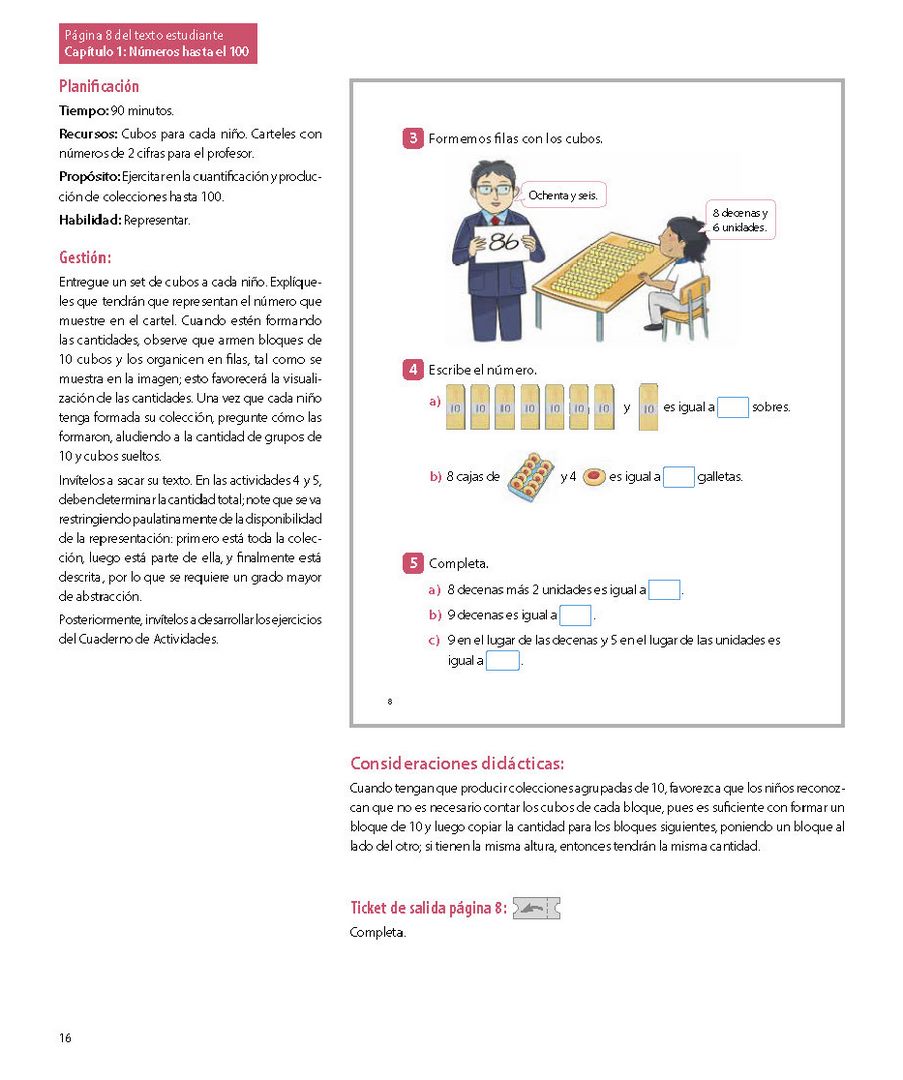 Página 8 del texto estudiante
Capítulo 1: Números hasta el 100
Planificación
Tiempo: 90 minutos.
Recursos: Cubos para cada niño. Carteles con
números de 2 cifras para el profesor.
Propósito: Ejercitar en la cuantificación y produc-
ción de colecciones hasta 100.
Habilidad: Representar.
Gestión:
Entregue un set de cubos a cada niño. Explíque-
les que tendrán que representan el número que
muestre en el cartel. Cuando estén formando
las cantidades, observe que armen bloques de
10 cubos y los organicen en filas, tal como se
muestra en la imagen; esto favorecerá la visuali-
zación de las cantidades. Una vez que cada niño
tenga formada su colección, pregunte cómo las
formaron, aludiendo a la cantidad de grupos de
10 y cubos sueltos.
Invítelos a sacar su texto. En las actividades 4 y 5,
deben determinar la cantidad total; note que se va
restringiendo paulatinamente de la disponibilidad
de la representación: primero está toda la colec-
ción, luego está parte de ella, y finalmente está
descrita, por lo que se requiere un grado mayor
de abstracción.
Posteriormente, invítelos a desarrollar los ejercicios
del Cuaderno de Actividades.
3 Formemos filas con los cubos.
Ochenta y seis.
8 decenas y
6 unidades.
86
4 Escribe el número.
a) 10 10 10 10 10 10 10 y 10 es igual a sobres.
b) 8 cajas de y 4 es igual a galletas.
5 Completa.
a) 8 decenas más 2 unidades es igual a .
b) 9 decenas es igual a .
c) 9 en el lugar de las decenas y 5 en el lugar de las unidades es
igual a .
8
Consideraciones didácticas:
Cuando tengan que producir colecciones agrupadas de 10, favorezca que los niños reconoz-
can que no es necesario contar los cubos de cada bloque, pues es suficiente con formar un
bloque de 10 y luego copiar la cantidad para los bloques siguientes, poniendo un bloque al
lado del otro; si tienen la misma altura, entonces tendrán la misma cantidad.
Ticket de salida página 8:
Completa.
16